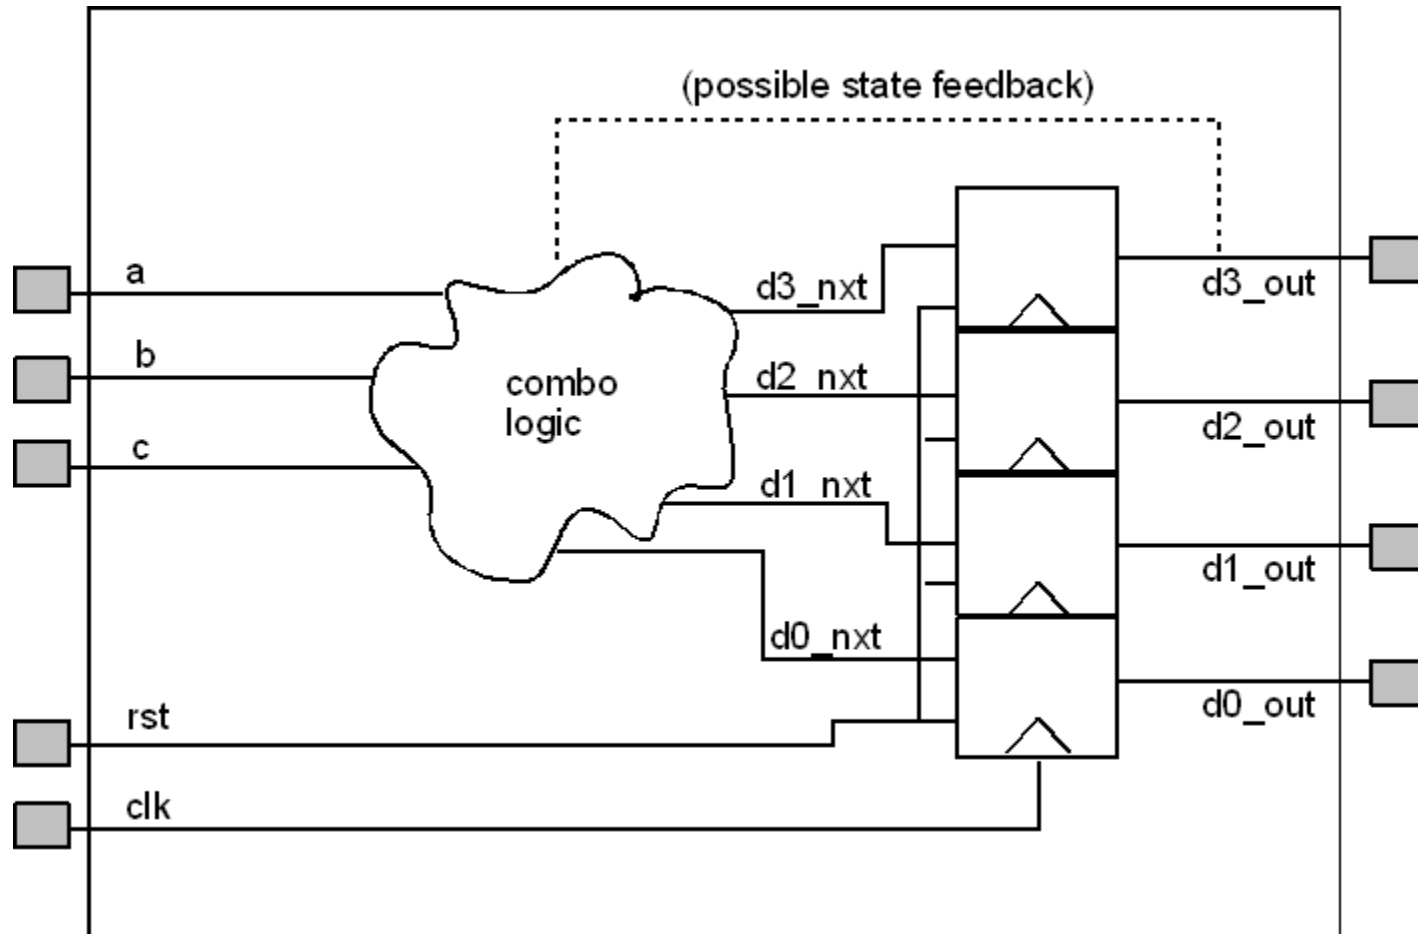 (possible state feedback)
a
d3_nxt
d3_out
b
combo
logic
d2_nxt
d2_out
c
d1_nxt
d1_out
d0_nxt
d0_out
rst
clk